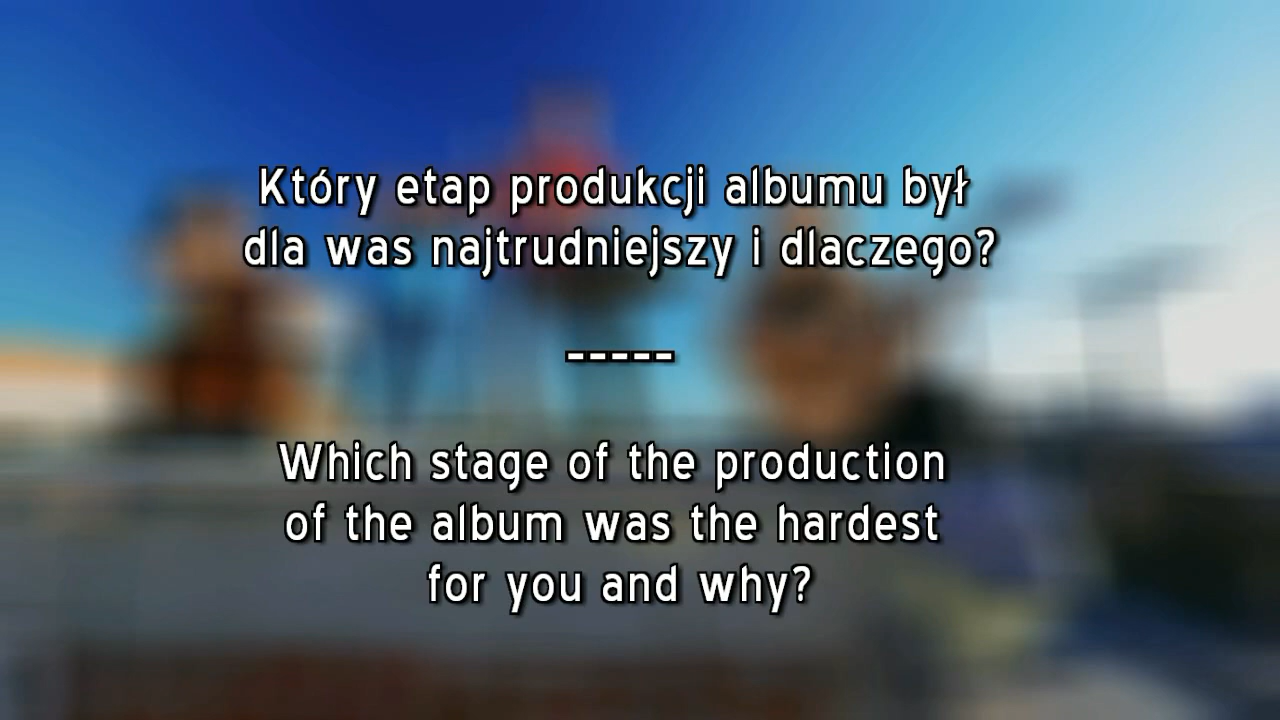 Który etap produkcji albumu był
dla was najtrudniejszy i dlaczego?
-----
Which stage of the production
of the album was the hardest
for you and why?